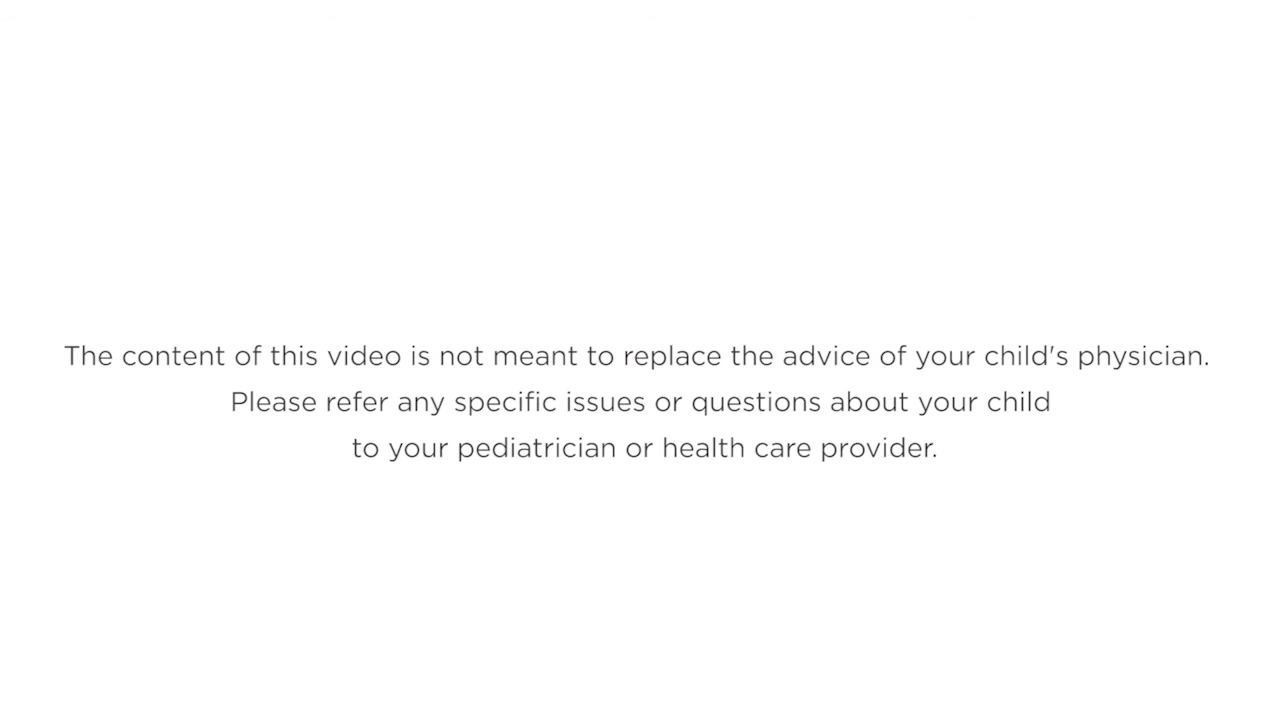 The content of this video is not meant to replace the advice of your child's physician.
Please refer any specific issues or questions about your child
to your pediatrician or health care provider.